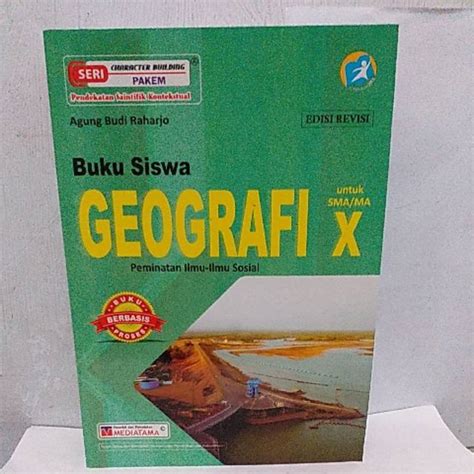 SERI
CHARACTER BUILDING
PAKEM
Pendekatan Saintifik Kontekstual
Agung Budi Raharjo
EDISI REVISI
Buku Siswa
GEOGRAFI
untuk
SMA/MA
X
Peminatan Ilmu-Ilmu Sosial
BUKU
BERBASIS
PROSES
MEDIATAMA